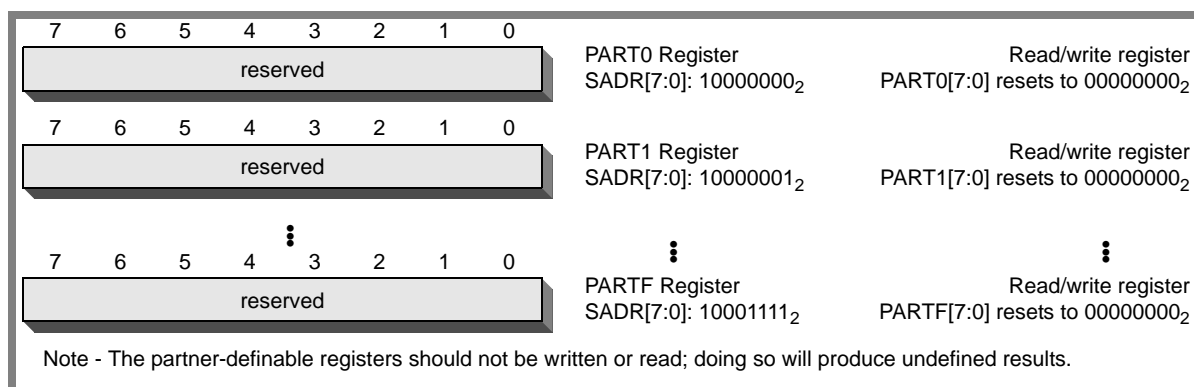 7 6 5 4 3 2 1 0
reserved
PART0 Register Read/write register
SADR[7:0]: 10000000₂ PART0[7:0] resets to 00000000₂
7 6 5 4 3 2 1 0
reserved
PART1 Register Read/write register
SADR[7:0]: 10000001₂ PART1[7:0] resets to 00000000₂
7 6 5 4 3 2 1 0
reserved
PARTF Register Read/write register
SADR[7:0]: 10001111₂ PARTF[7:0] resets to 00000000₂
Note - The partner-definable registers should not be written or read; doing so will produce undefined results.